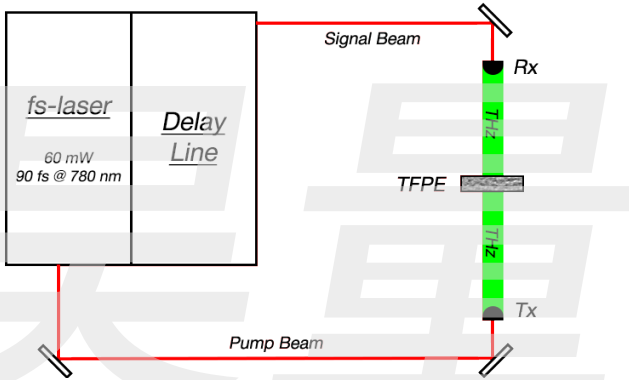 Signal Beam
Rx
fs-laser
Delay
Line
60 mW
90 fs @ 780 nm
THz
TFPE
THz
Tx
Pump Beam